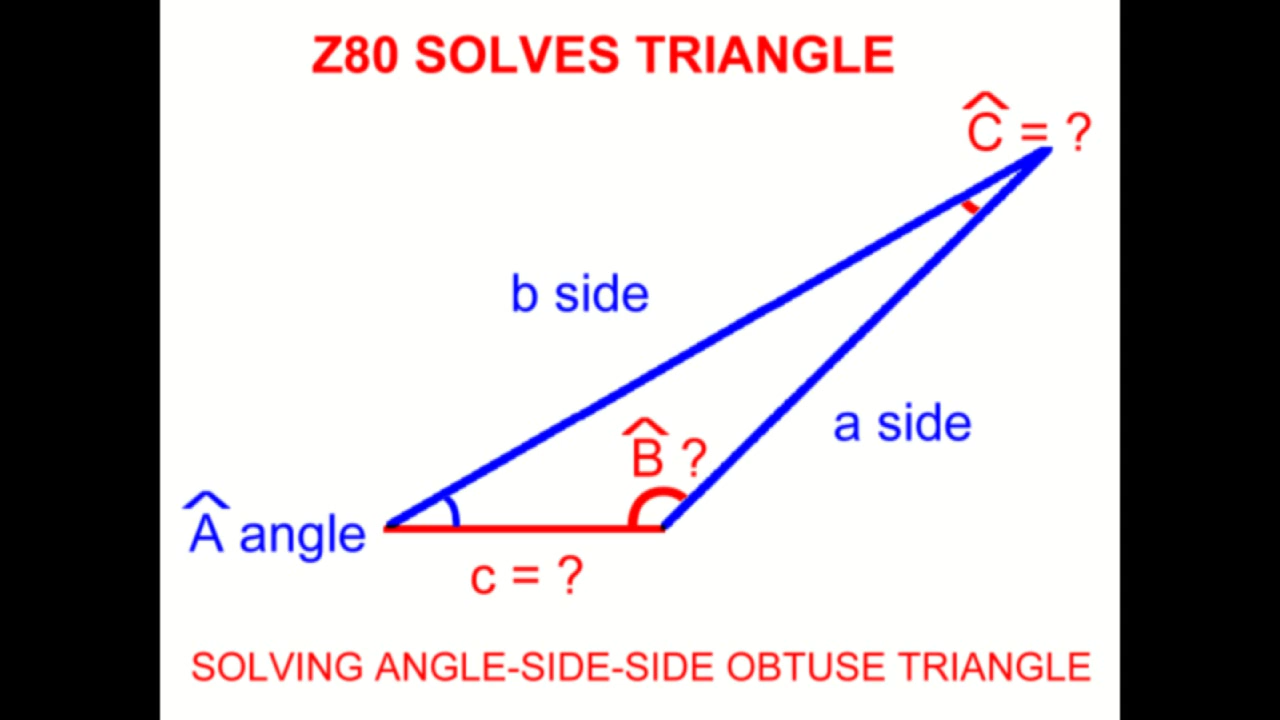 Z80 SOLVES TRIANGLE
Ĉ = ?
b side
a side
B̂ ?
Â angle
c = ?
SOLVING ANGLE-SIDE-SIDE OBTUSE TRIANGLE